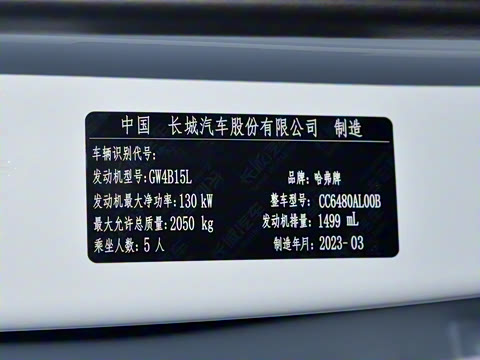 中国 长城汽车股份有限公司 制造
车辆识别代号:
发动机型号:GW4B15L 品牌: 哈弗牌
发动机最大净功率:130 kW 整车型号: CC6480AL00B
最大允许总质量:2050 kg 发动机排量: 1499 mL
乘坐人数:5 人 制造年月:2023-03